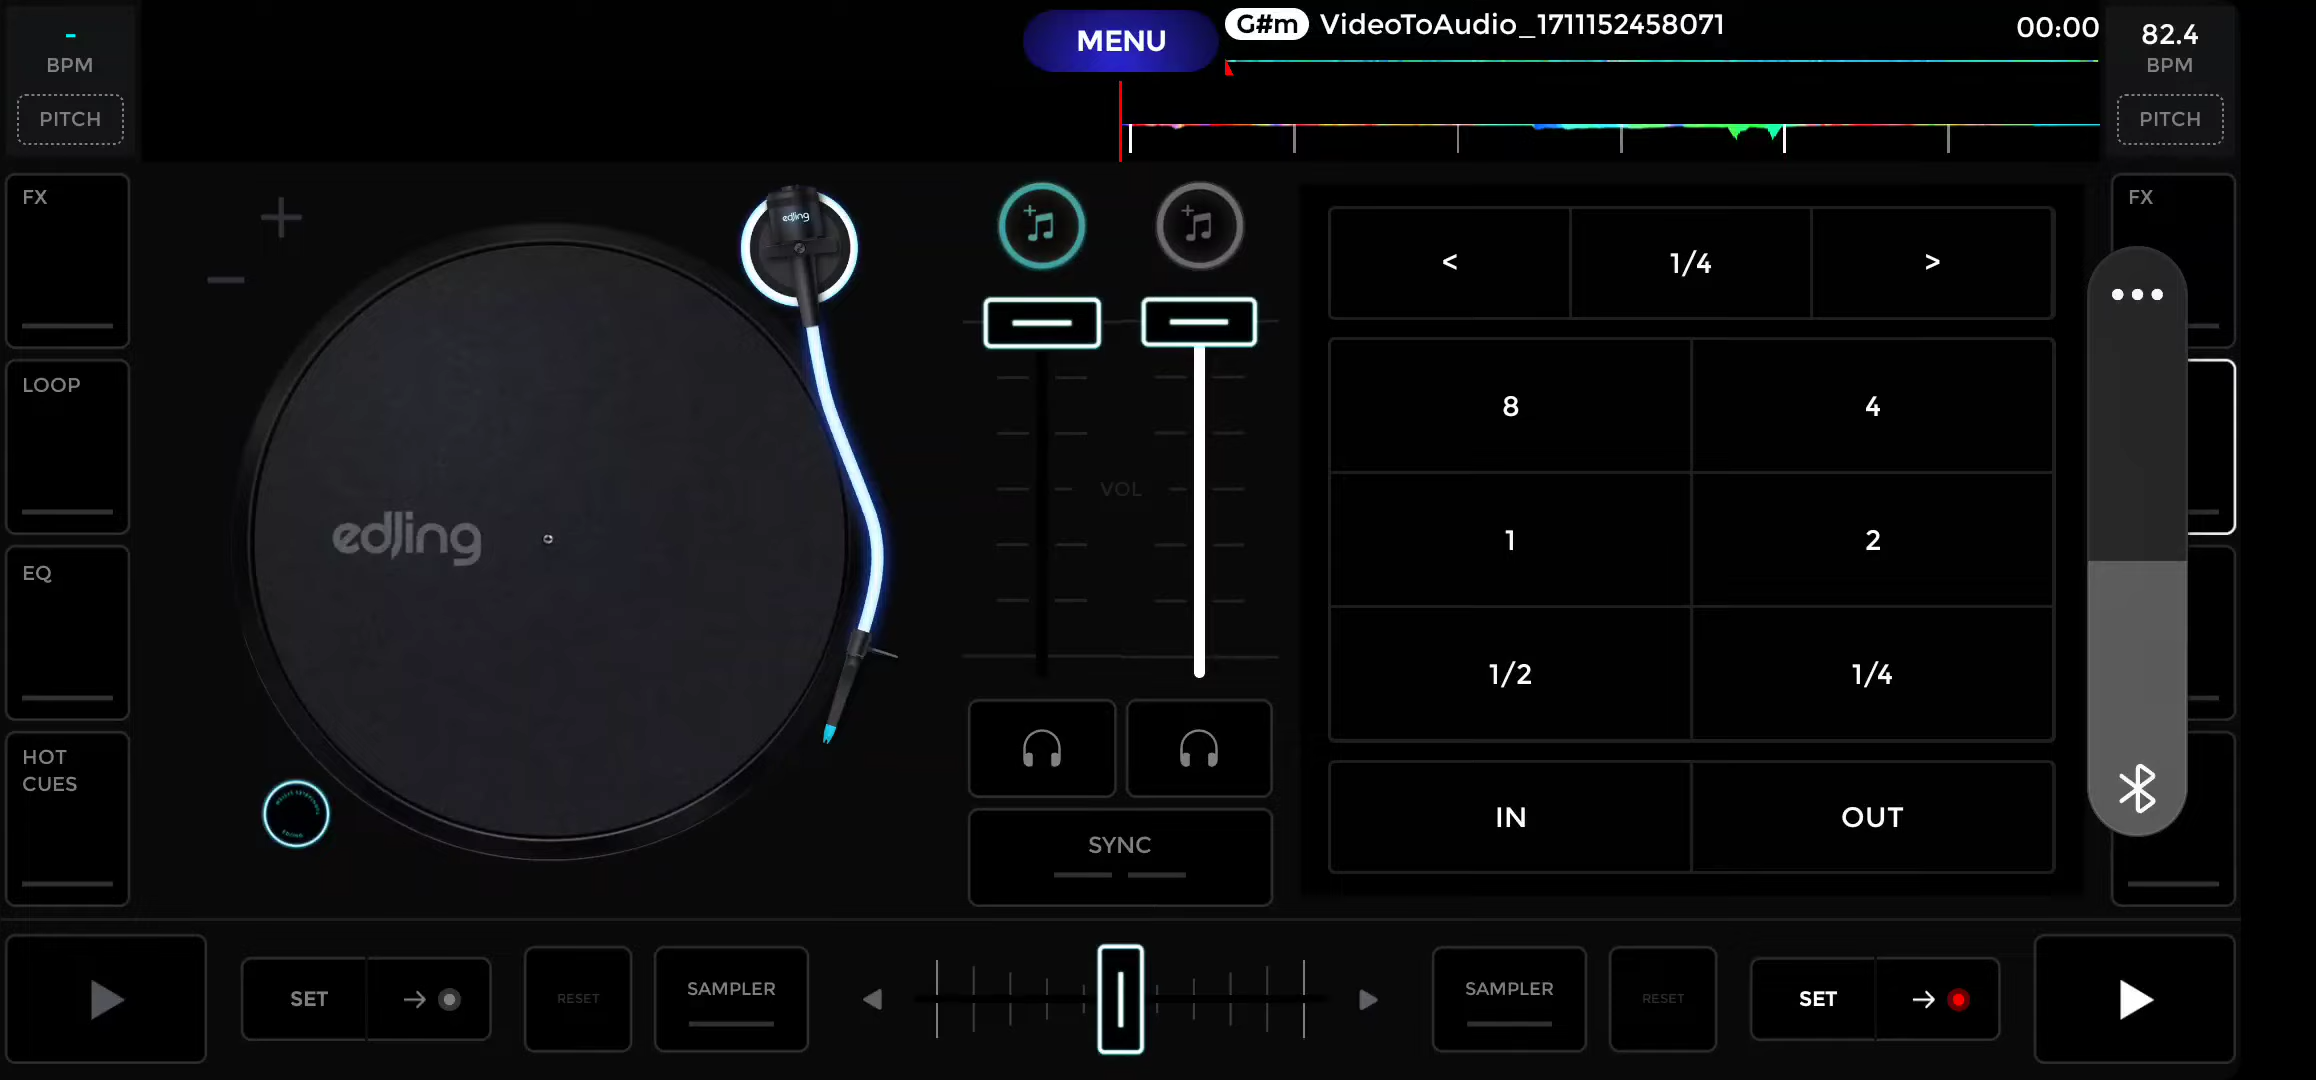 -
BPM
PITCH
MENU
G#m VideoToAudio_1711152458071
00:00
82.4
BPM
PITCH
FX
LOOP
EQ
HOT
CUES
edjing
edjing
VOL
SYNC
< 1/4 >
8 4
1 2
1/2 1/4
IN OUT
FX
SET
RESET
SAMPLER
SAMPLER
RESET
SET